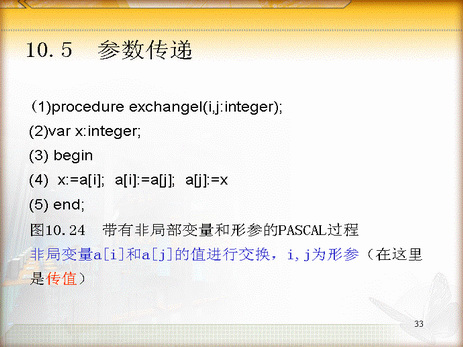 10.5 参数传递
（1)procedure exchangel(i,j:integer);
(2)var x:integer;
(3) begin
(4) x:=a[i]; a[i]:=a[j]; a[j]:=x
(5) end;
图10.24 带有非局部变量和形参的PASCAL过程
非局变量a[i]和a[j]的值进行交换，i,j为形参（在这里
是传值）
33